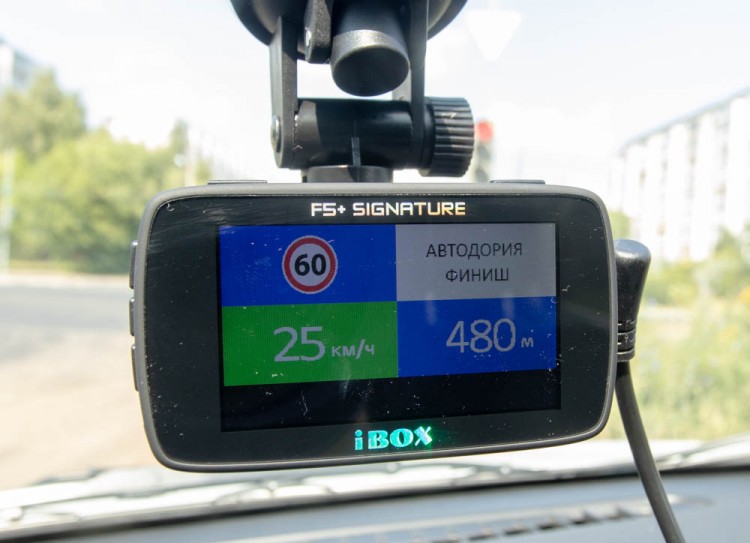 F5+ SIGNATURE
60
АВТОДОРИЯ
ФИНИШ
25 км/ч
480 м
iBOX